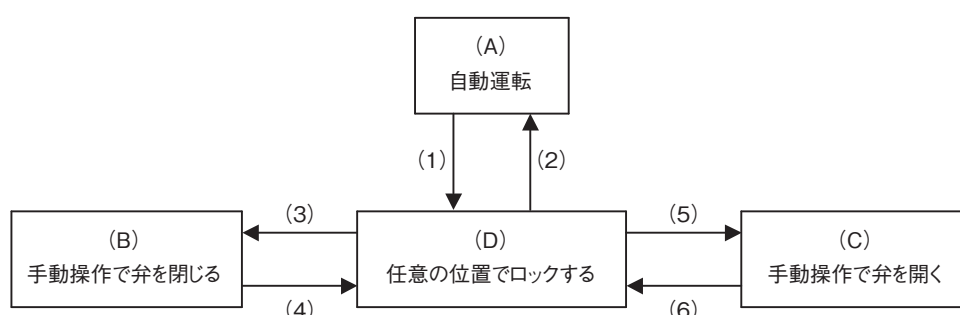 （A）
自動運転
（1）
（2）
（3）
（5）
（B）
手動操作で弁を閉じる
（D）
任意の位置でロックする
（C）
手動操作で弁を開く
（4）
（6）